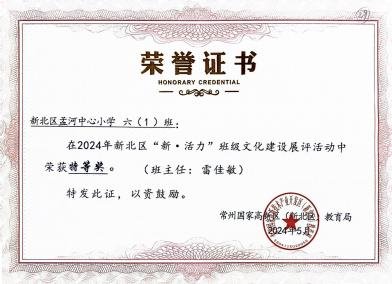 荣誉证书
HONORARY CREDENTIAL
新北区孟河中心小学 六（1）班：
在2024年新北区“新·活力”班级文化建设展评活动中
荣获特等奖。 （班主任：雷佳敏）
特发此证，以资鼓励。
常州国家高新区（新北区）教育局
2024年5月